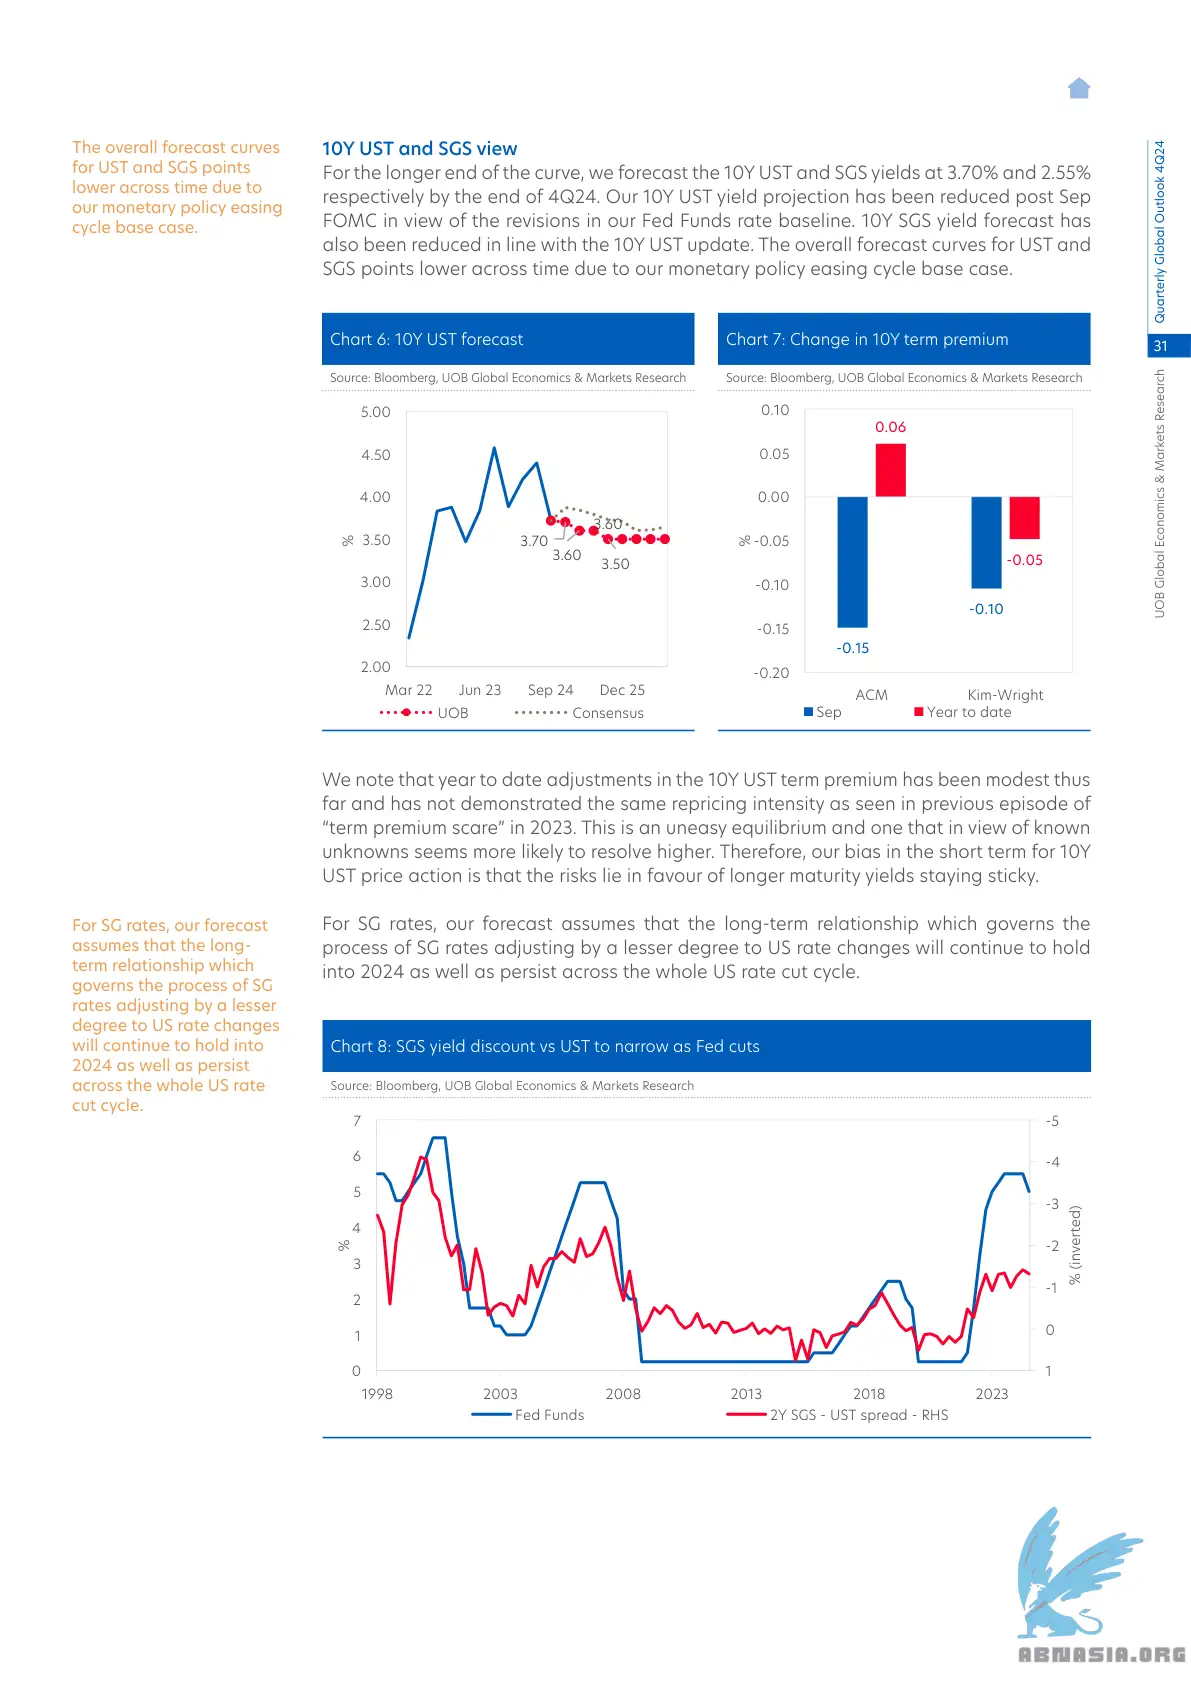 The overall forecast curves
for UST and SGS points
lower across time due to
our monetary policy easing
cycle base case.
10Y UST and SGS view
For the longer end of the curve, we forecast the 10Y UST and SGS yields at 3.70% and 2.55%
respectively by the end of 4Q24. Our 10Y UST yield projection has been reduced post Sep
FOMC in view of the revisions in our Fed Funds rate baseline. 10Y SGS yield forecast has
also been reduced in line with the 10Y UST update. The overall forecast curves for UST and
SGS points lower across time due to our monetary policy easing cycle base case.
Quarterly Global Outlook 4Q24
31
UOB Global Economics & Markets Research
Chart 6: 10Y UST forecast
Source: Bloomberg, UOB Global Economics & Markets Research
5.00
4.50
4.00
3.50
3.00
2.50
2.00
%
3.70
3.60
3.60
3.50
Mar 22 Jun 23 Sep 24 Dec 25
UOB Consensus
Chart 7: Change in 10Y term premium
Source: Bloomberg, UOB Global Economics & Markets Research
0.10
0.05
0.00
-0.05
-0.10
-0.15
-0.20
%
0.06
-0.05
-0.10
-0.15
ACM Kim-Wright
Sep Year to date
We note that year to date adjustments in the 10Y UST term premium has been modest thus
far and has not demonstrated the same repricing intensity as seen in previous episode of
“term premium scare” in 2023. This is an uneasy equilibrium and one that in view of known
unknowns seems more likely to resolve higher. Therefore, our bias in the short term for 10Y
UST price action is that the risks lie in favour of longer maturity yields staying sticky.
For SG rates, our forecast
assumes that the long-
term relationship which
governs the process of SG
rates adjusting by a lesser
degree to US rate changes
will continue to hold into
2024 as well as persist
across the whole US rate
cut cycle.
For SG rates, our forecast assumes that the long-term relationship which governs the
process of SG rates adjusting by a lesser degree to US rate changes will continue to hold
into 2024 as well as persist across the whole US rate cut cycle.
Chart 8: SGS yield discount vs UST to narrow as Fed cuts
Source: Bloomberg, UOB Global Economics & Markets Research
7
6
5
4
3
2
1
0
%
-5
-4
-3
-2
-1
0
1
% (inverted)
1998 2003 2008 2013 2018 2023
Fed Funds 2Y SGS - UST spread - RHS
ABNASIA.ORG